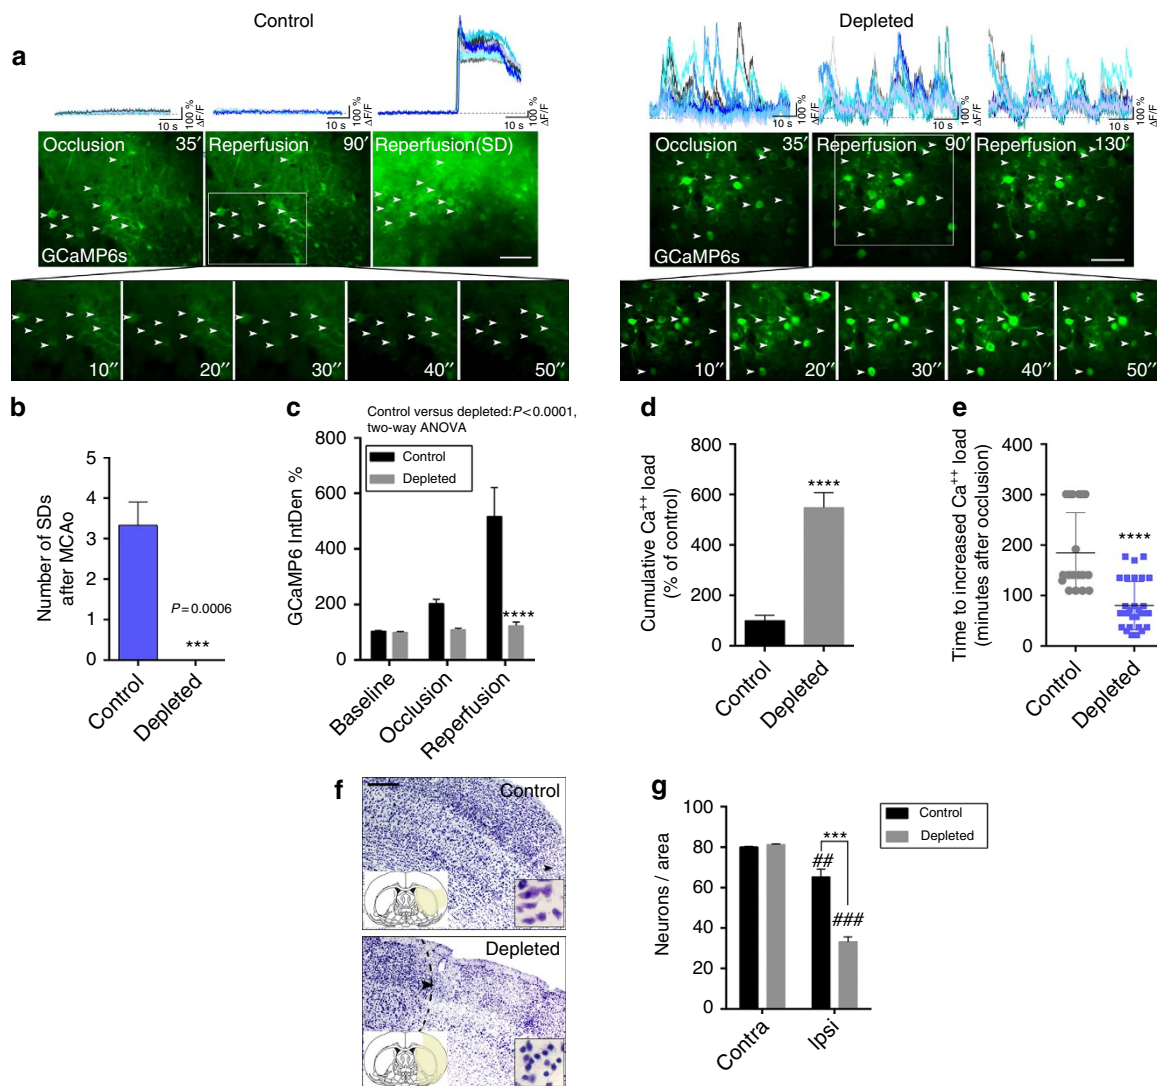 Control
Depleted
a
100 %
ΔF/F
10 s
100 %
ΔF/F
10 s
100 %
ΔF/F
10 s
100 %
ΔF/F
10 s
100 %
ΔF/F
10 s
100 %
ΔF/F
10 s
Occlusion 35′
Reperfusion 90′
Reperfusion(SD)
GCaMP6s
Occlusion 35′
Reperfusion 90′
Reperfusion 130′
GCaMP6s
10′′ 20′′ 30′′ 40′′ 50′′
10′′ 20′′ 30′′ 40′′ 50′′
b
Number of SDs
after MCAo
5
4
3
2
1
0
P=0.0006
***
Control
Depleted
c
Control versus depleted:P<0.0001,
two-way ANOVA
Control
Depleted
GCaMP6 IntDen %
800
600
400
200
0
****
Baseline
Occlusion
Reperfusion
d
Cumulative Ca++ load
(% of control)
800
600
400
200
0
****
Control
Depleted
e
Time to increased Ca++ load
(minutes after occlusion)
400
300
200
100
0
****
Control
Depleted
f
Control
Depleted
g
Neurons / area
100
80
60
40
20
0
Control
Depleted
***
##
###
Contra
Ipsi